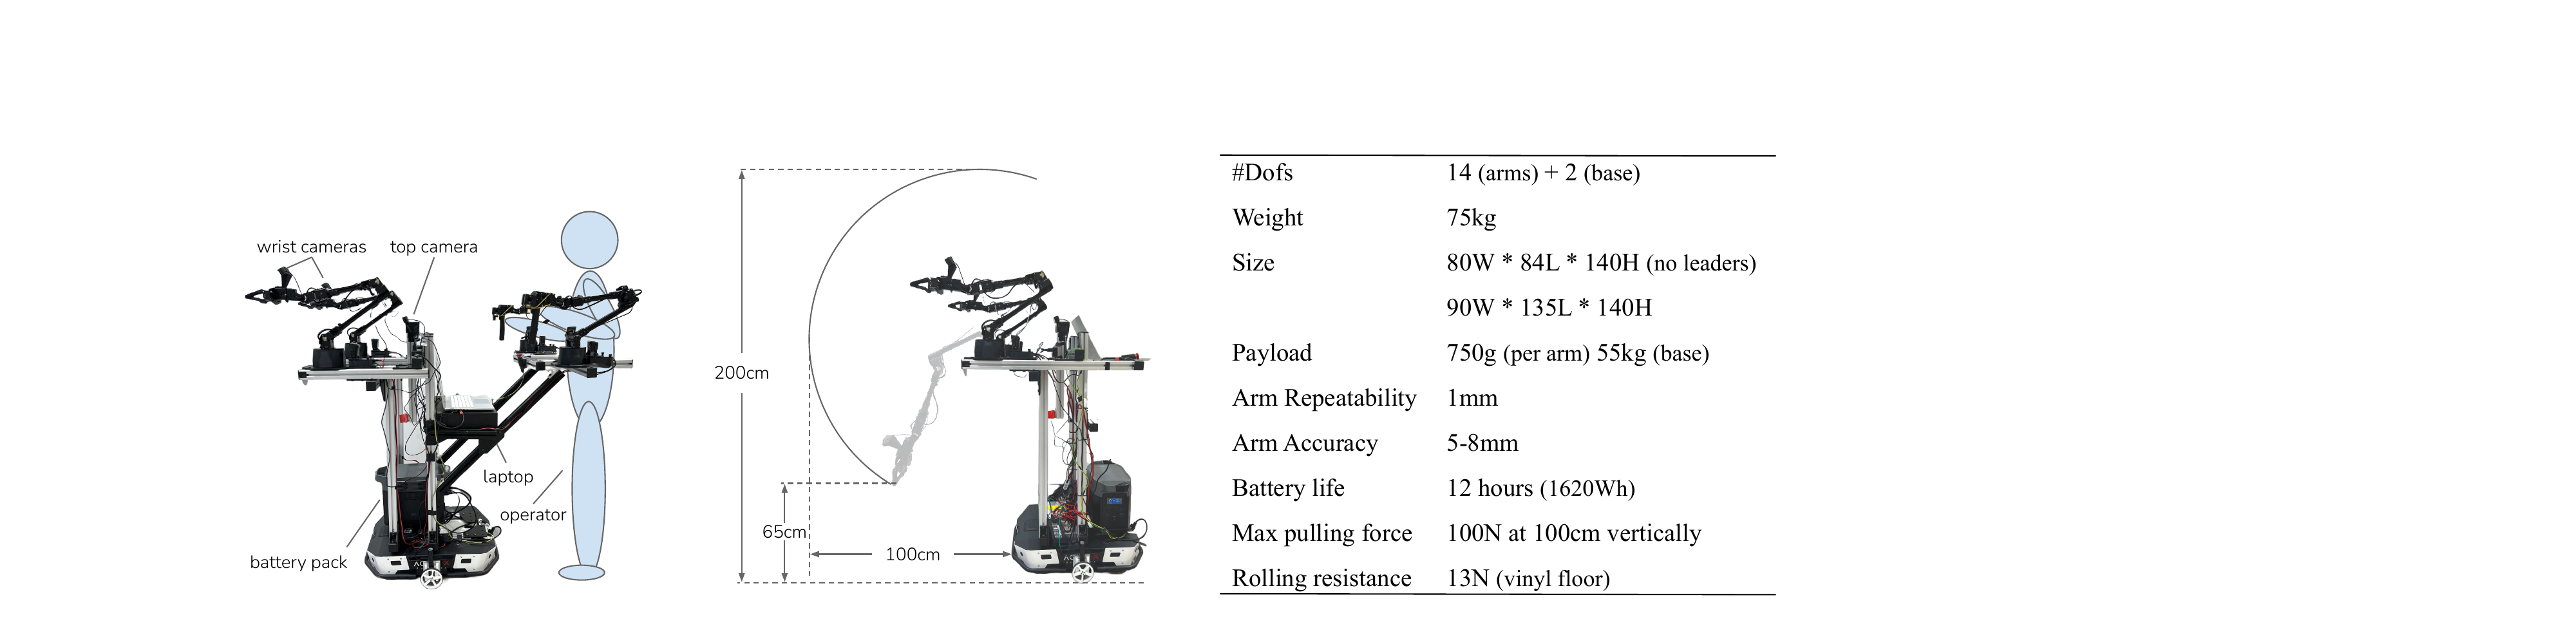 wrist cameras
top camera
laptop
operator
battery pack
200cm
65cm
100cm
#Dofs 14 (arms) + 2 (base)
Weight 75kg
Size 80W * 84L * 140H (no leaders)
90W * 135L * 140H
Payload 750g (per arm) 55kg (base)
Arm Repeatability 1mm
Arm Accuracy 5-8mm
Battery life 12 hours (1620Wh)
Max pulling force 100N at 100cm vertically
Rolling resistance 13N (vinyl floor)